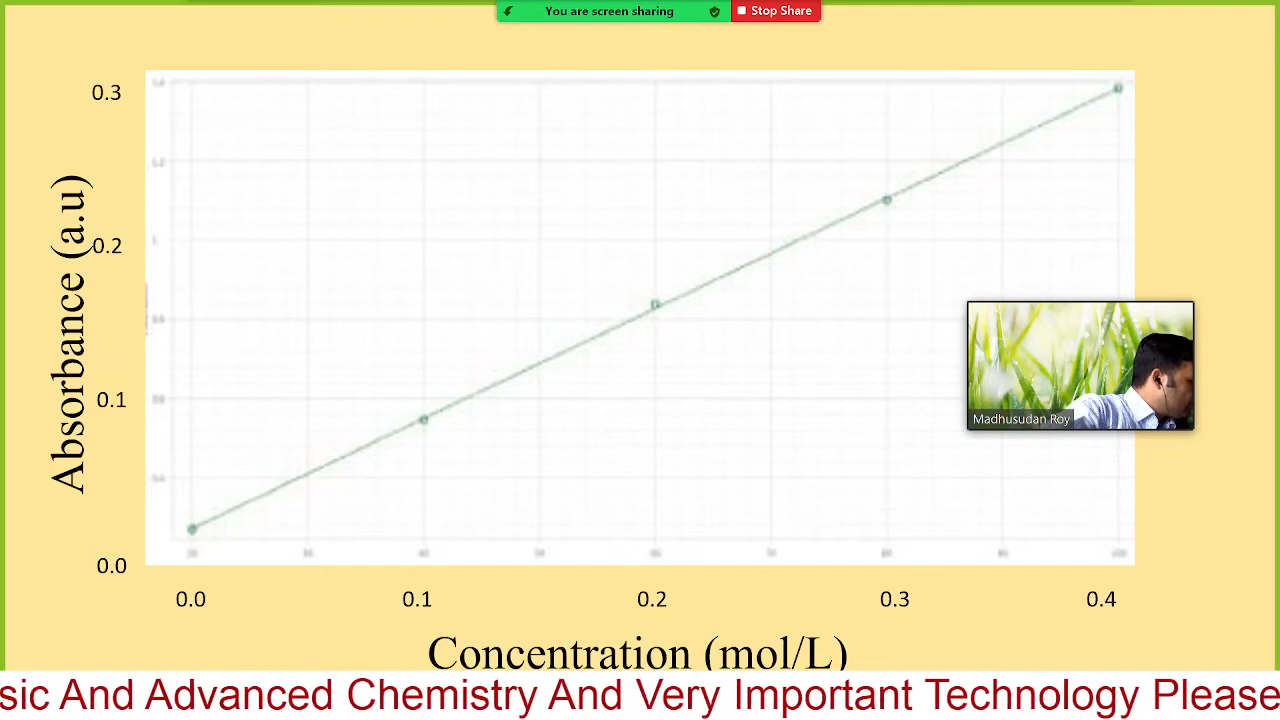 You are screen sharing
Stop Share
0.3
0.2
0.1
0.0
Absorbance (a.u)
1.2
Madhusudan Roy
0.0 0.1 0.2 0.3 0.4
Concentration (mol/L)
sic And Advanced Chemistry And Very Important Technology Please